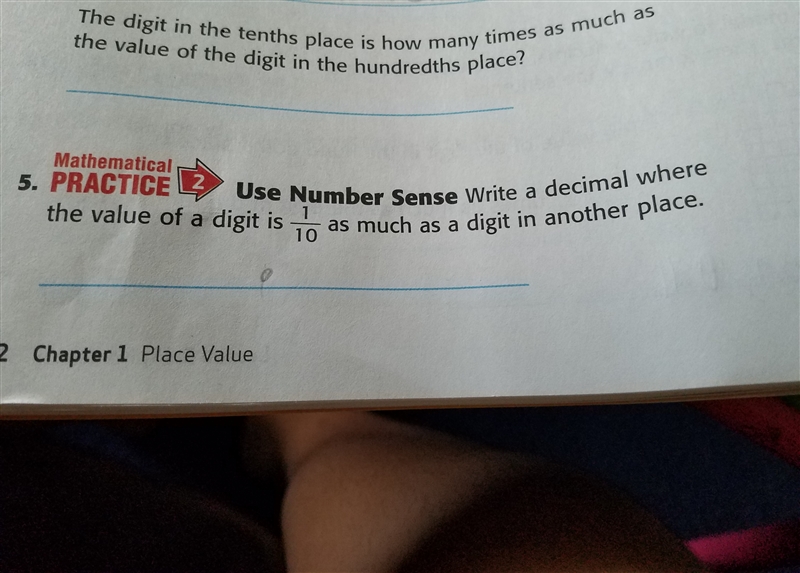 The digit in the tenths place is how many times as much as
the value of the digit in the hundredths place?
Mathematical
5. PRACTICE 2 Use Number Sense Write a decimal where
the value of a digit is 1/10 as much as a digit in another place.
2 Chapter 1 Place Value